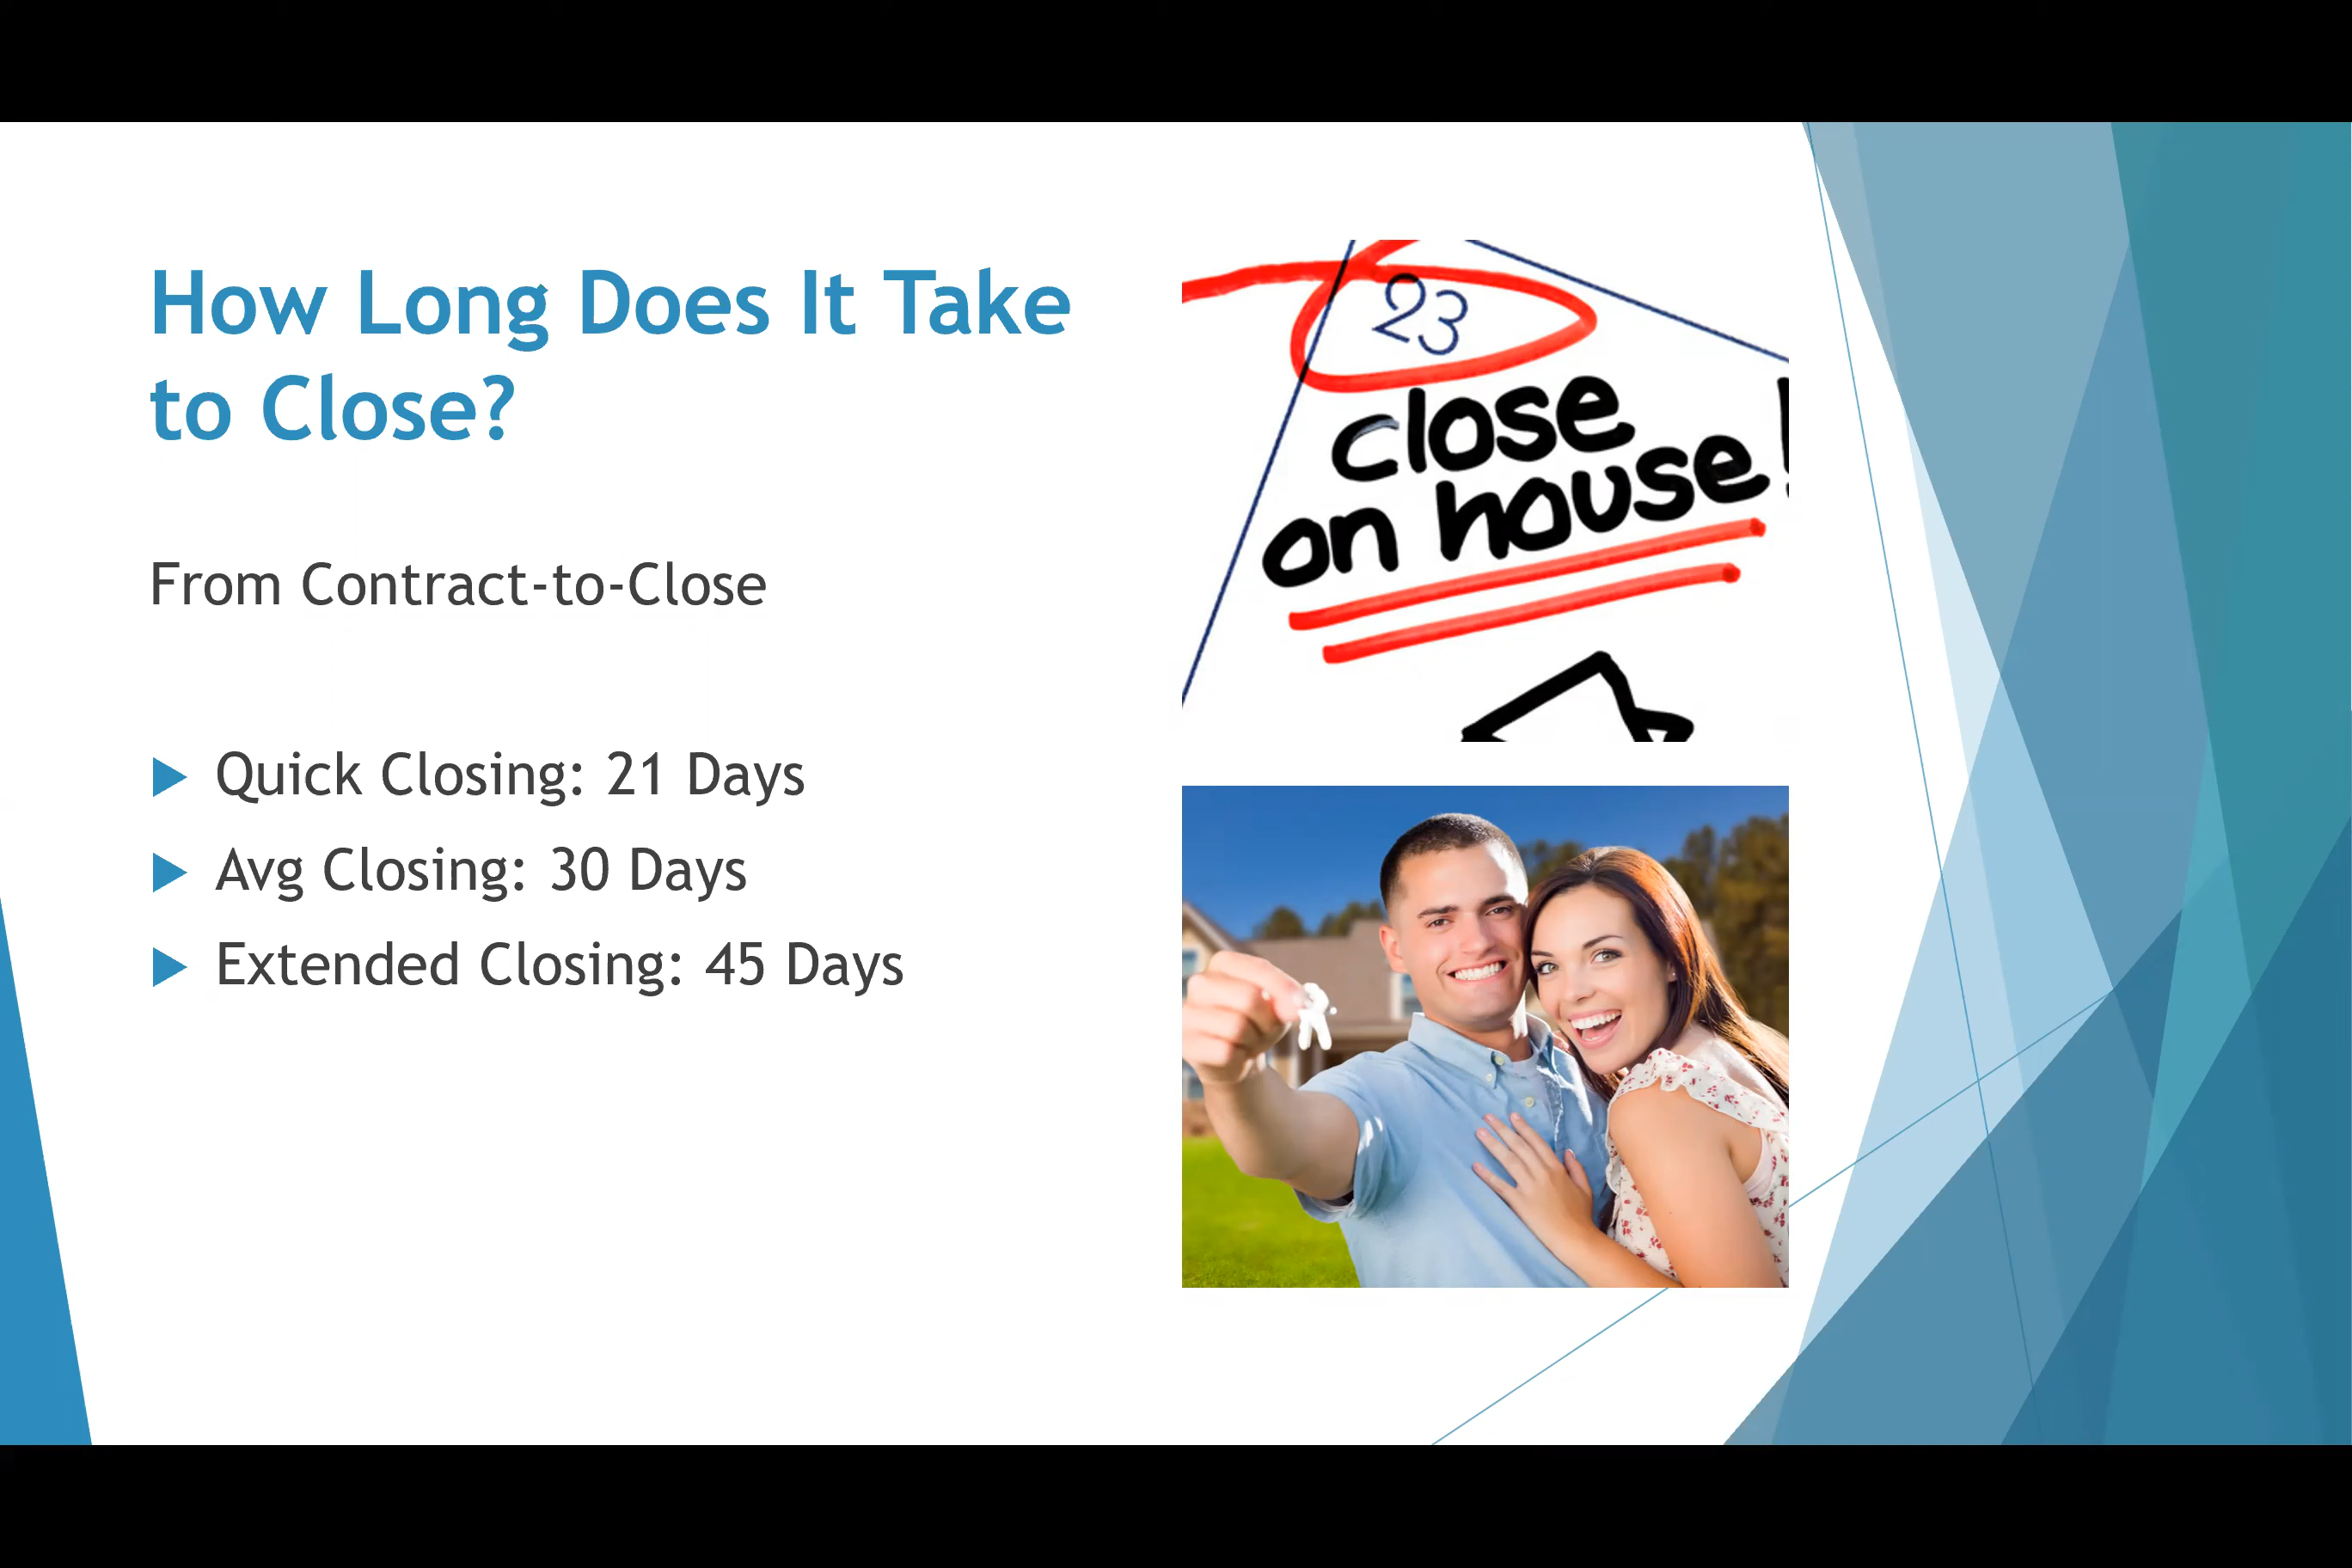 How Long Does It Take
to Close?
From Contract-to-Close
Quick Closing: 21 Days
Avg Closing: 30 Days
Extended Closing: 45 Days
23
close
on house!